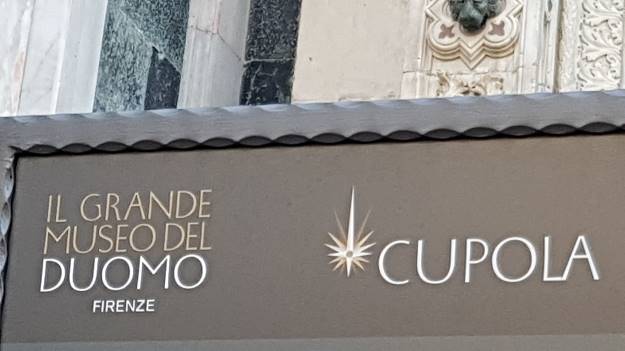 IL GRANDE
MUSEO DEL
DUOMO
FIRENZE
CUPOLA